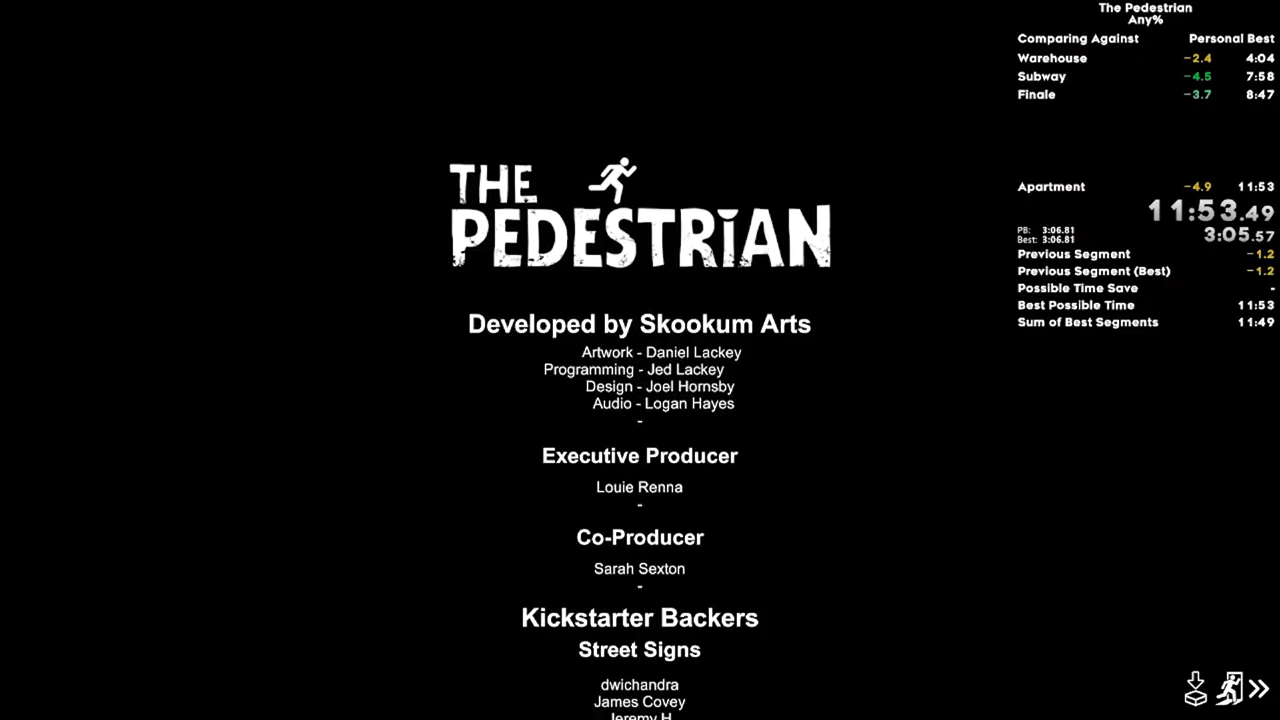 The Pedestrian
Any%
Comparing Against Personal Best
Warehouse −2.4 4:04
Subway −4.5 7:58
Finale −3.7 8:47
Apartment −4.9 11:53
11:53.49
PB: 3:06.81
Best: 3:06.81
3:05.57
Previous Segment −1.2
Previous Segment (Best) −1.2
Possible Time Save -
Best Possible Time 11:53
Sum of Best Segments 11:49
THE
PEDESTRIAN
Developed by Skookum Arts
Artwork - Daniel Lackey
Programming - Jed Lackey
Design - Joel Hornsby
Audio - Logan Hayes
-
Executive Producer
Louie Renna
-
Co-Producer
Sarah Sexton
-
Kickstarter Backers
Street Signs
dwichandra
James Covey
Jeremy H